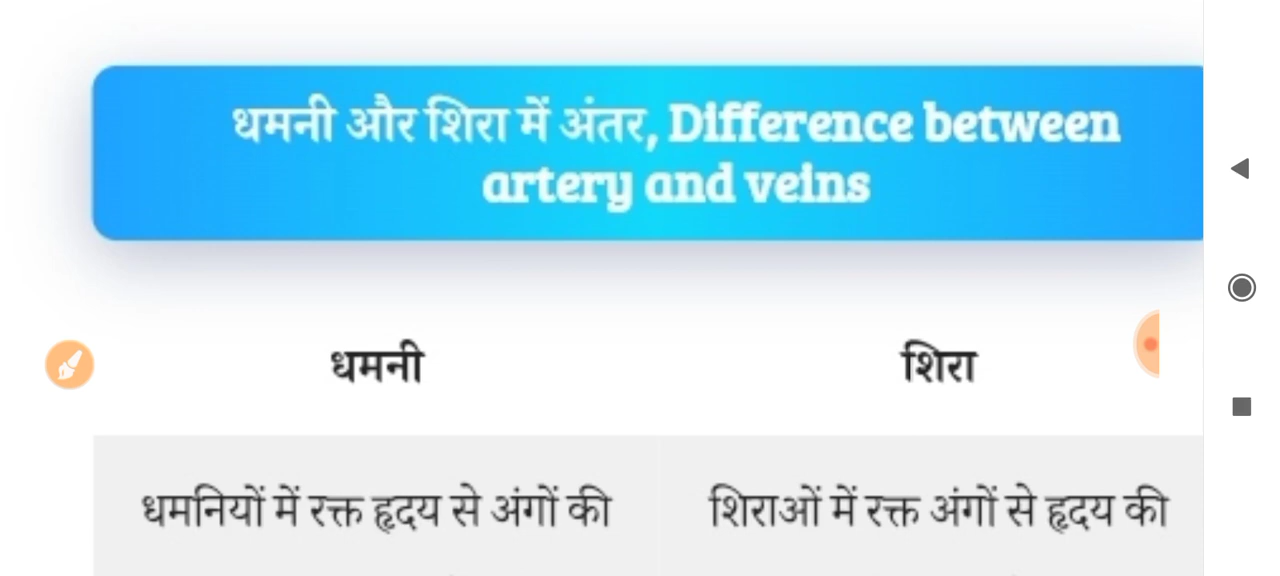 धमनी और शिरा में अंतर, Difference between
artery and veins
धमनी
शिरा
धमनियों में रक्त हृदय से अंगों की
शिराओं में रक्त अंगों से हृदय की